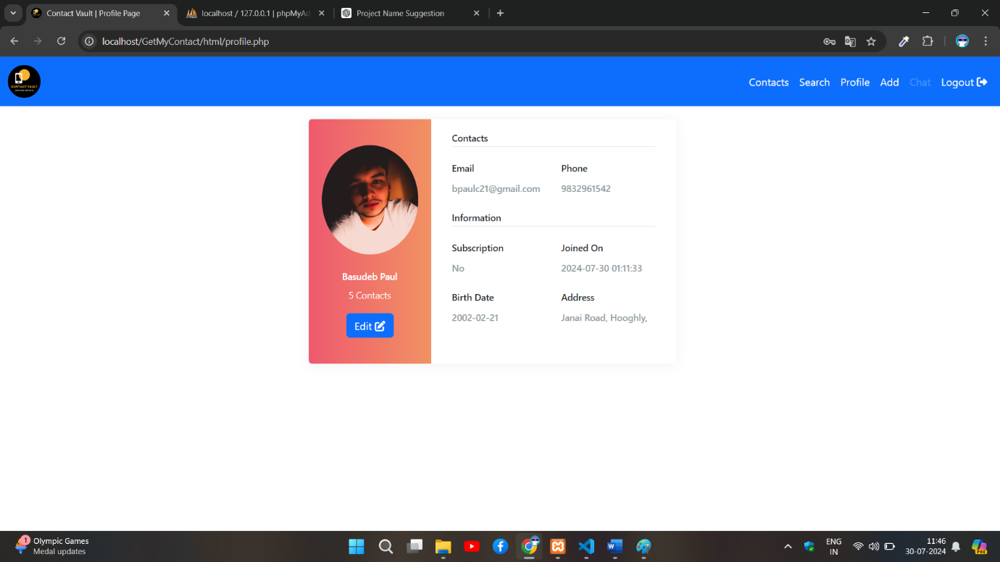 Contact Vault | Profile Page
localhost / 127.0.0.1 | phpMyAd
Project Name Suggestion
localhost/GetMyContact/html/profile.php
CONTACT VAULT
Contacts Search Profile Add Chat Logout
Contacts
Email Phone
bpaulc21@gmail.com 9832961542
Information
Subscription Joined On
No 2024-07-30 01:11:33
Birth Date Address
2002-02-21 Janai Road, Hooghly,
Basudeb Paul
5 Contacts
Edit
1
Olympic Games
Medal updates
ENG
IN
11:46
30-07-2024
PRE